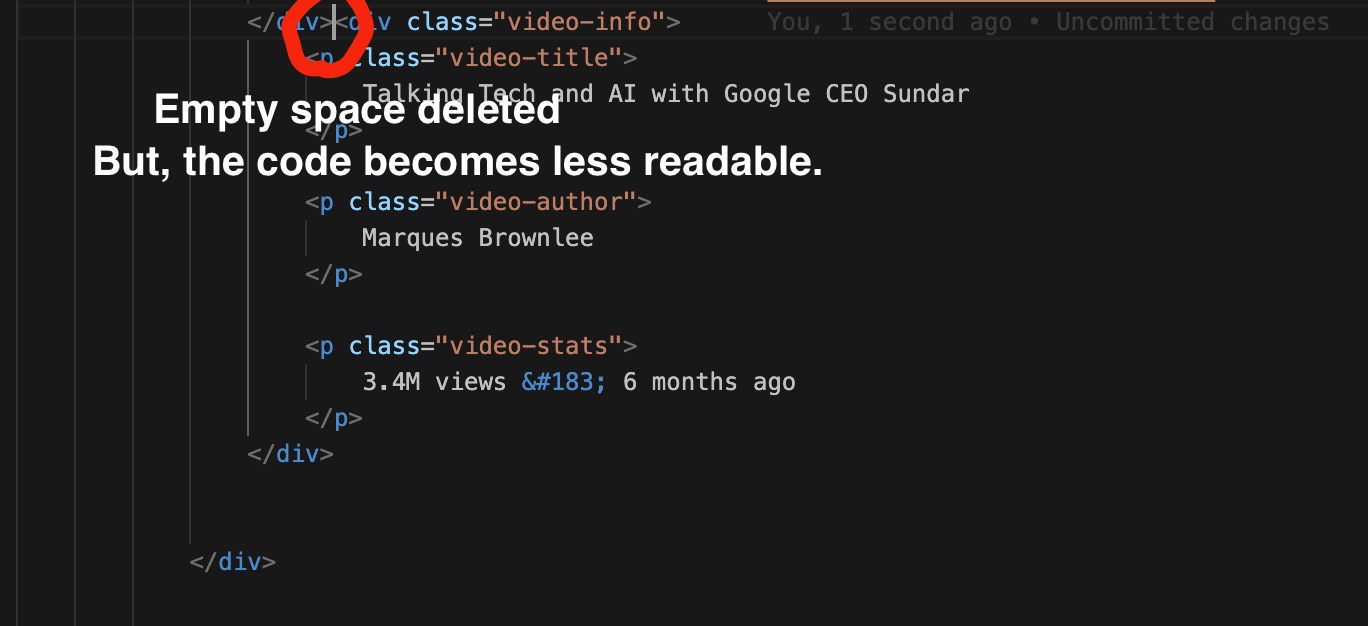 </div><div class="video-info">      You, 1 second ago • Uncommitted changes
<p class="video-title">
Talking Tech and AI with Google CEO Sundar
Empty space deleted
</p>
But, the code becomes less readable.
<p class="video-author">
Marques Brownlee
</p>
<p class="video-stats">
3.4M views &#183; 6 months ago
</p>
</div>
</div>